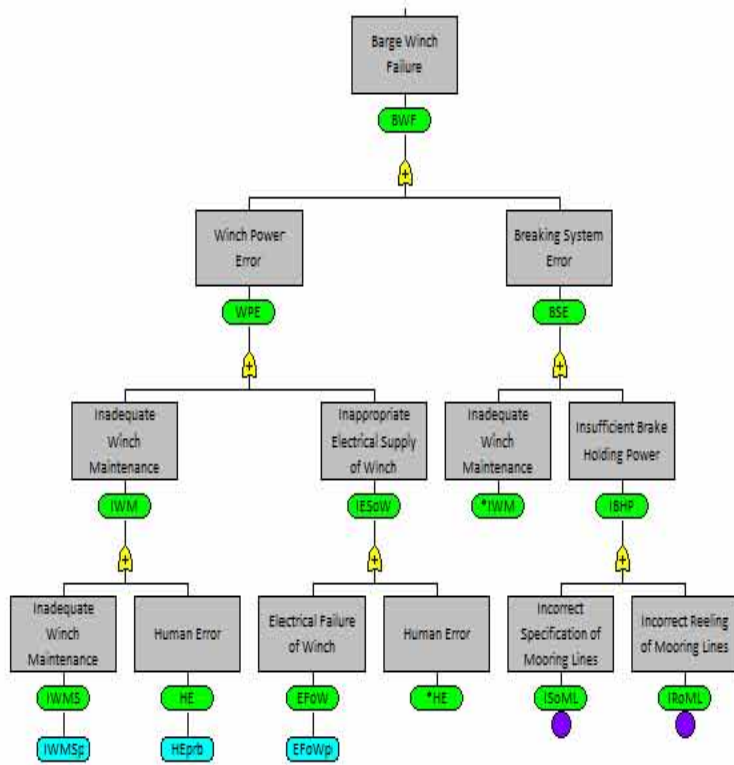 Barge Winch
Failure
BWF
+
Winch Power
Error
Breaking System
Error
WPE
BSE
+
+
Inadequate
Winch
Maintenance
Inappropriate
Electrical Supply
of Winch
Inadequate
Winch
Maintenance
Insufficient Brake
Holding Power
IWM
IESoW
*IWM
IBHP
+
+
+
Inadequate
Winch
Maintenance
Human Error
Electrical Failure
of Winch
Human Error
Incorrect
Specification of
Mooring Lines
Incorrect Reeling
of Mooring Lines
IWMS
HE
EFoW
*HE
ISoML
IRoML
IWMSp
HEprb
EFoWp